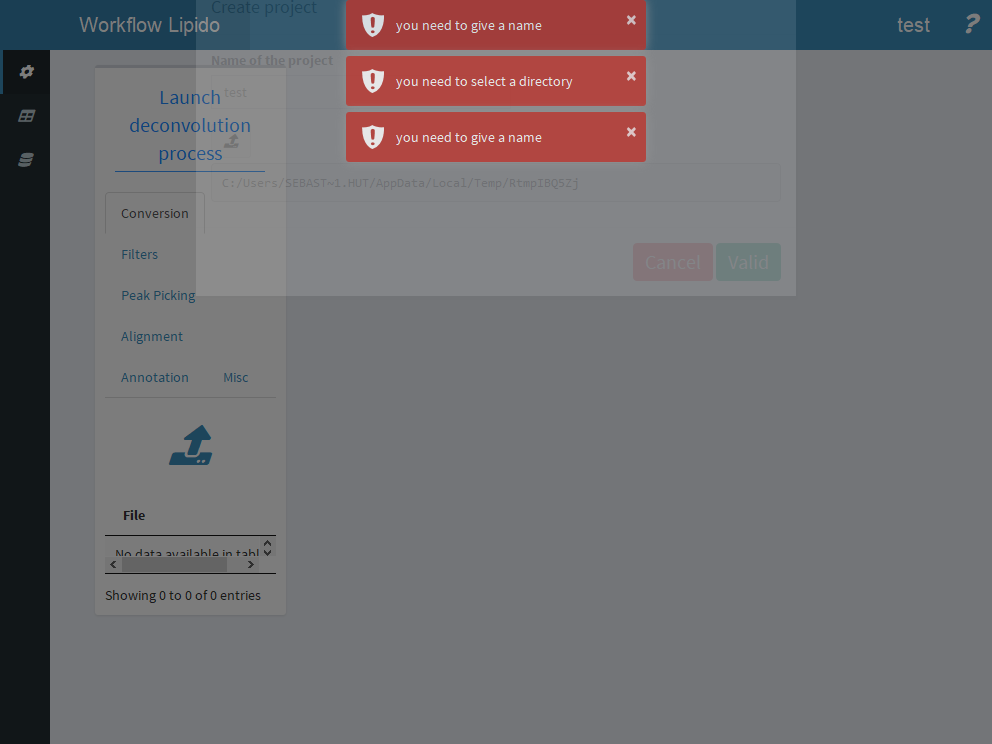 Workflow Lipido
Create project
you need to give a name
×
test
?
Name of the project
you need to select a directory
×
test
you need to give a name
×
Launch
deconvolution
process
C:/Users/SEBAST~1.HUT/AppData/Local/Temp/RtmpIBQSZj
Conversion
Filters
Cancel
Valid
Peak Picking
Alignment
Annotation
Misc
File
No data available in tabl
Showing 0 to 0 of 0 entries